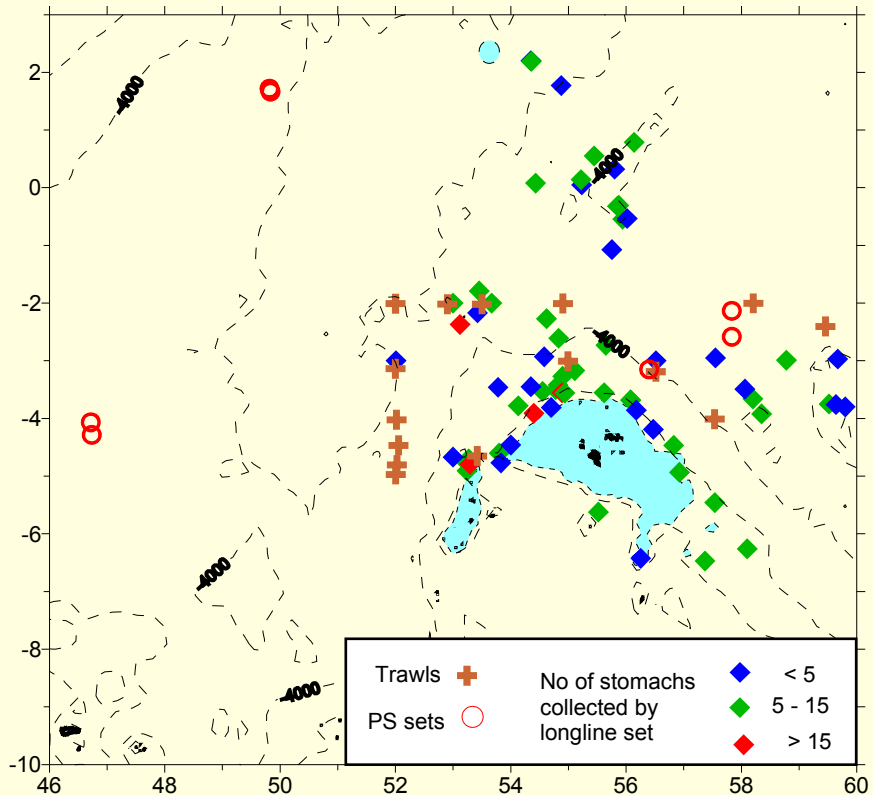 2
0
-2
-4
-6
-8
-10
46 48 50 52 54 56 58 60
-4000
-4000
-4000
-4000
-4000
Trawls
PS sets
No of stomachs
collected by
longline set
< 5
5 - 15
> 15